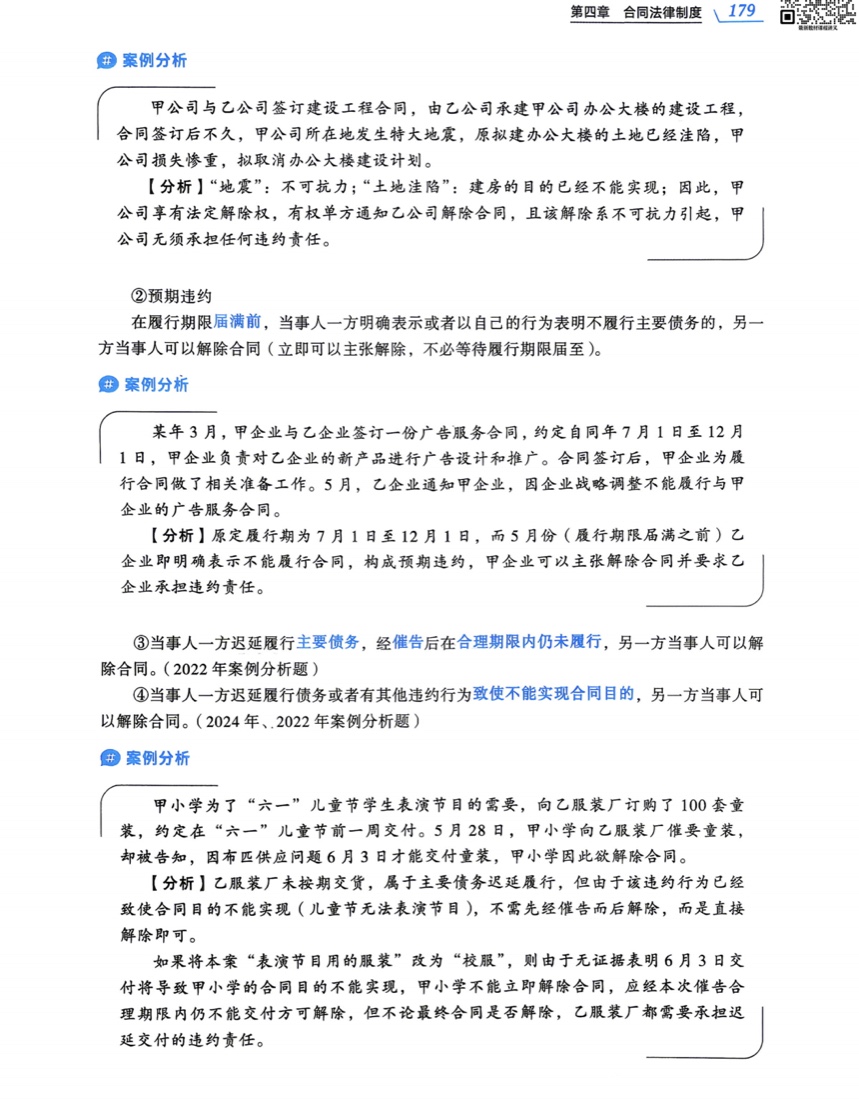 第四章 合同法律制度 179
案例分析
甲公司与乙公司签订建设工程合同，由乙公司承建甲公司办公大楼的建设工程，
合同签订后不久，甲公司所在地发生特大地震，原拟建办公大楼的土地已经洼陷，甲
公司损失惨重，拟取消办公大楼建设计划。
【分析】“地震”：不可抗力；“土地洼陷”：建房的目的已经不能实现；因此，甲
公司享有法定解除权，有权单方通知乙公司解除合同，且该解除系不可抗力引起，甲
公司无须承担任何违约责任。
②预期违约
在履行期限届满前，当事人一方明确表示或者以自己的行为表明不履行主要债务的，另一
方当事人可以解除合同（立即可以主张解除，不必等待履行期限届至）。
案例分析
某年 3 月，甲企业与乙企业签订一份广告服务合同，约定自同年 7 月 1 日至 12 月
1 日，甲企业负责对乙企业的新产品进行广告设计和推广。合同签订后，甲企业为履
行合同做了相关准备工作。5 月，乙企业通知甲企业，因企业战略调整不能履行与甲
企业的广告服务合同。
【分析】原定履行期为 7 月 1 日至 12 月 1 日，而 5 月份（履行期限届满之前）乙
企业即明确表示不能履行合同，构成预期违约，甲企业可以主张解除合同并要求乙
企业承担违约责任。
③当事人一方迟延履行主要债务，经催告后在合理期限内仍未履行，另一方当事人可以解
除合同。（2022 年案例分析题）
④当事人一方迟延履行债务或者有其他违约行为致使不能实现合同目的，另一方当事人可
以解除合同。（2024 年、2022 年案例分析题）
案例分析
甲小学为了“六一”儿童节学生表演节目的需要，向乙服装厂订购了 100 套童
装，约定在“六一”儿童节前一周交付。5 月 28 日，甲小学向乙服装厂催要童装，
却被告知，因布匹供应问题 6 月 3 日才能交付童装，甲小学因此欲解除合同。
【分析】乙服装厂未按期交货，属于主要债务迟延履行，但由于该违约行为已经
致使合同目的不能实现（儿童节无法表演节目），不需先经催告而后解除，而是直接
解除即可。
如果将本案“表演节目用的服装”改为“校服”，则由于无证据表明 6 月 3 日交
付将导致甲小学的合同目的不能实现，甲小学不能立即解除合同，应经本次催告合
理期限内仍不能交付方可解除，但不论最终合同是否解除，乙服装厂都需要承担迟
延交付的违约责任。